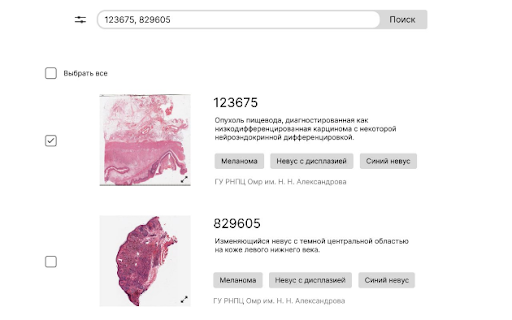 123675, 829605
Поиск
Выбрать все
123675
Опухоль пищевода, диагностированная как
низкодифференцированная карцинома с некоторой
нейроэндокринной дифференцировкой.
Меланома
Невус с дисплазией
Синий невус
ГУ РНПЦ Омр им. Н. Н. Александрова
829605
Изменяющийся невус с темной центральной областью
на коже левого нижнего века.
Меланома
Невус с дисплазией
Синий невус
ГУ РНПЦ Омр им. Н. Н. Александрова